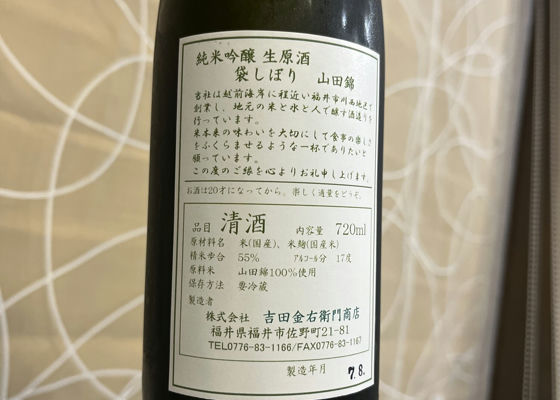 純米吟醸 生原酒
袋しぼり 山田錦
当社は越前海岸に程近い福井市川西地区で
創業し、地元の米と水と人で醸す酒造りを
行っています。
米本来の味わいを大切にして食事の楽しさ
をふくらませるような一杯でありたいと
願っています。
この度のご縁を心よりお礼申し上げます。
お酒は20才になってから。楽しく適量をどうぞ。
品目 清酒 内容量 720ml
原材料名 米(国産)、米麹(国産米)
精米歩合 55% アルコール分 17度
原料米 山田錦100%使用
保存方法 要冷蔵
製造者
株式会社 吉田金右衛門商店
福井県福井市佐野町21-81
TEL0776-83-1166/FAX0776-83-1167
製造年月 7.8.